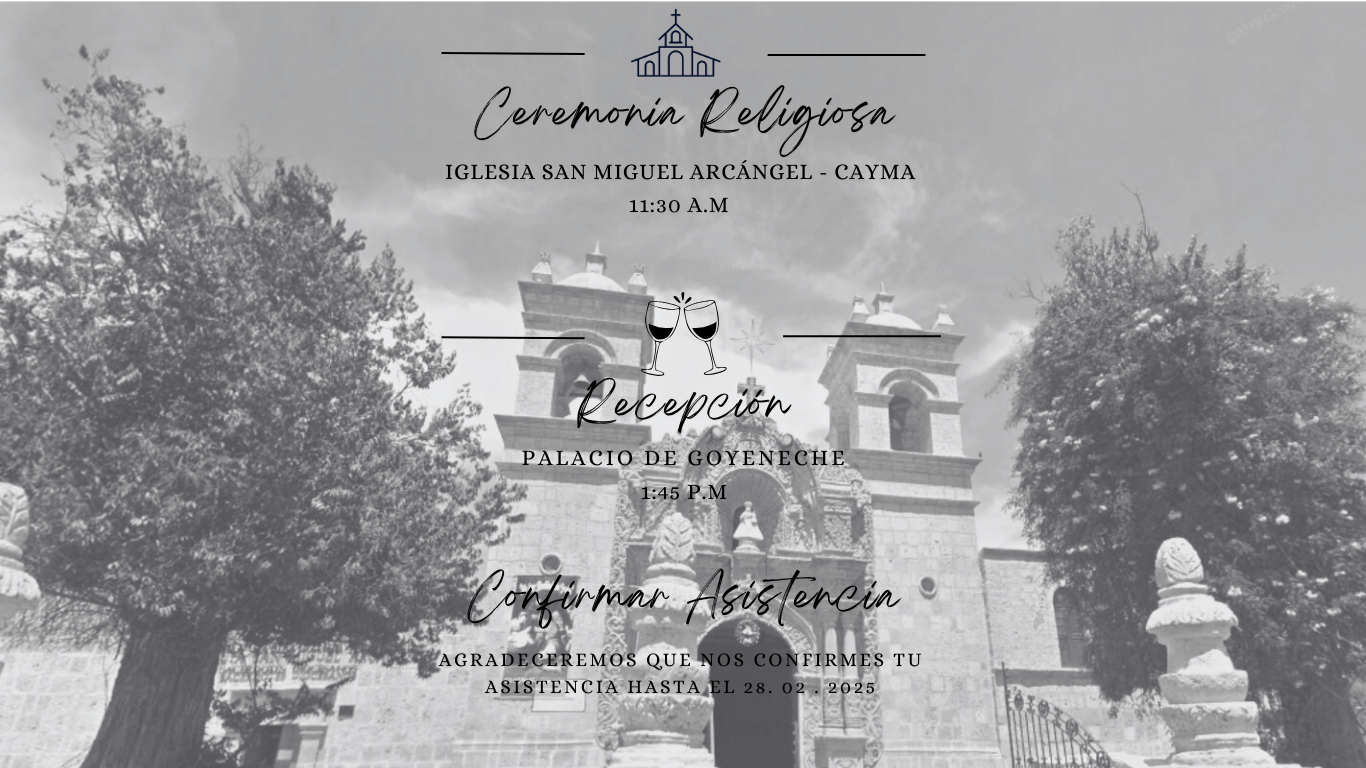 Ceremonia Religiosa
IGLESIA SAN MIGUEL ARCÁNGEL - CAYMA
11:30 A.M
Recepción
PALACIO DE GOYENECHE
1:45 P.M
Confirmar Asistencia
AGRADECEREMOS QUE NOS CONFIRMES TU
ASISTENCIA HASTA EL 28. 02 . 2025